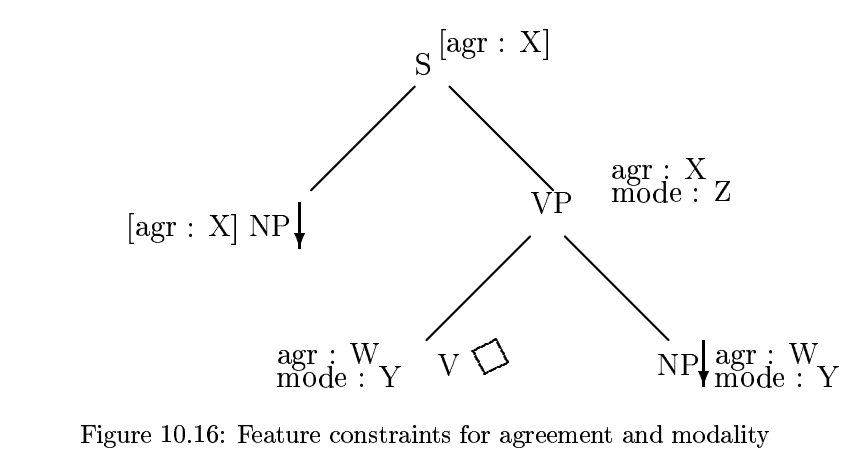 [agr : X]
S
agr : X
mode : Z
VP
[agr : X] NP
agr : W
mode : Y
V
NP
agr : W
mode : Y
Figure 10.16: Feature constraints for agreement and modality